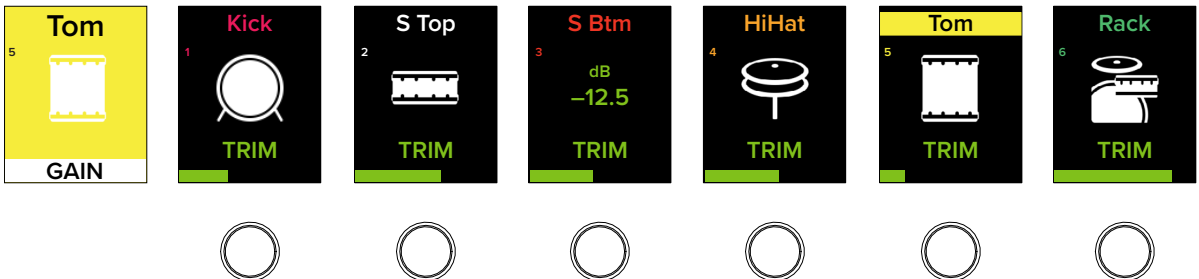 Tom
5
GAIN
Kick
1
TRIM
S Top
2
TRIM
S Btm
3
dB
–12.5
TRIM
HiHat
4
TRIM
Tom
5
TRIM
Rack
6
TRIM